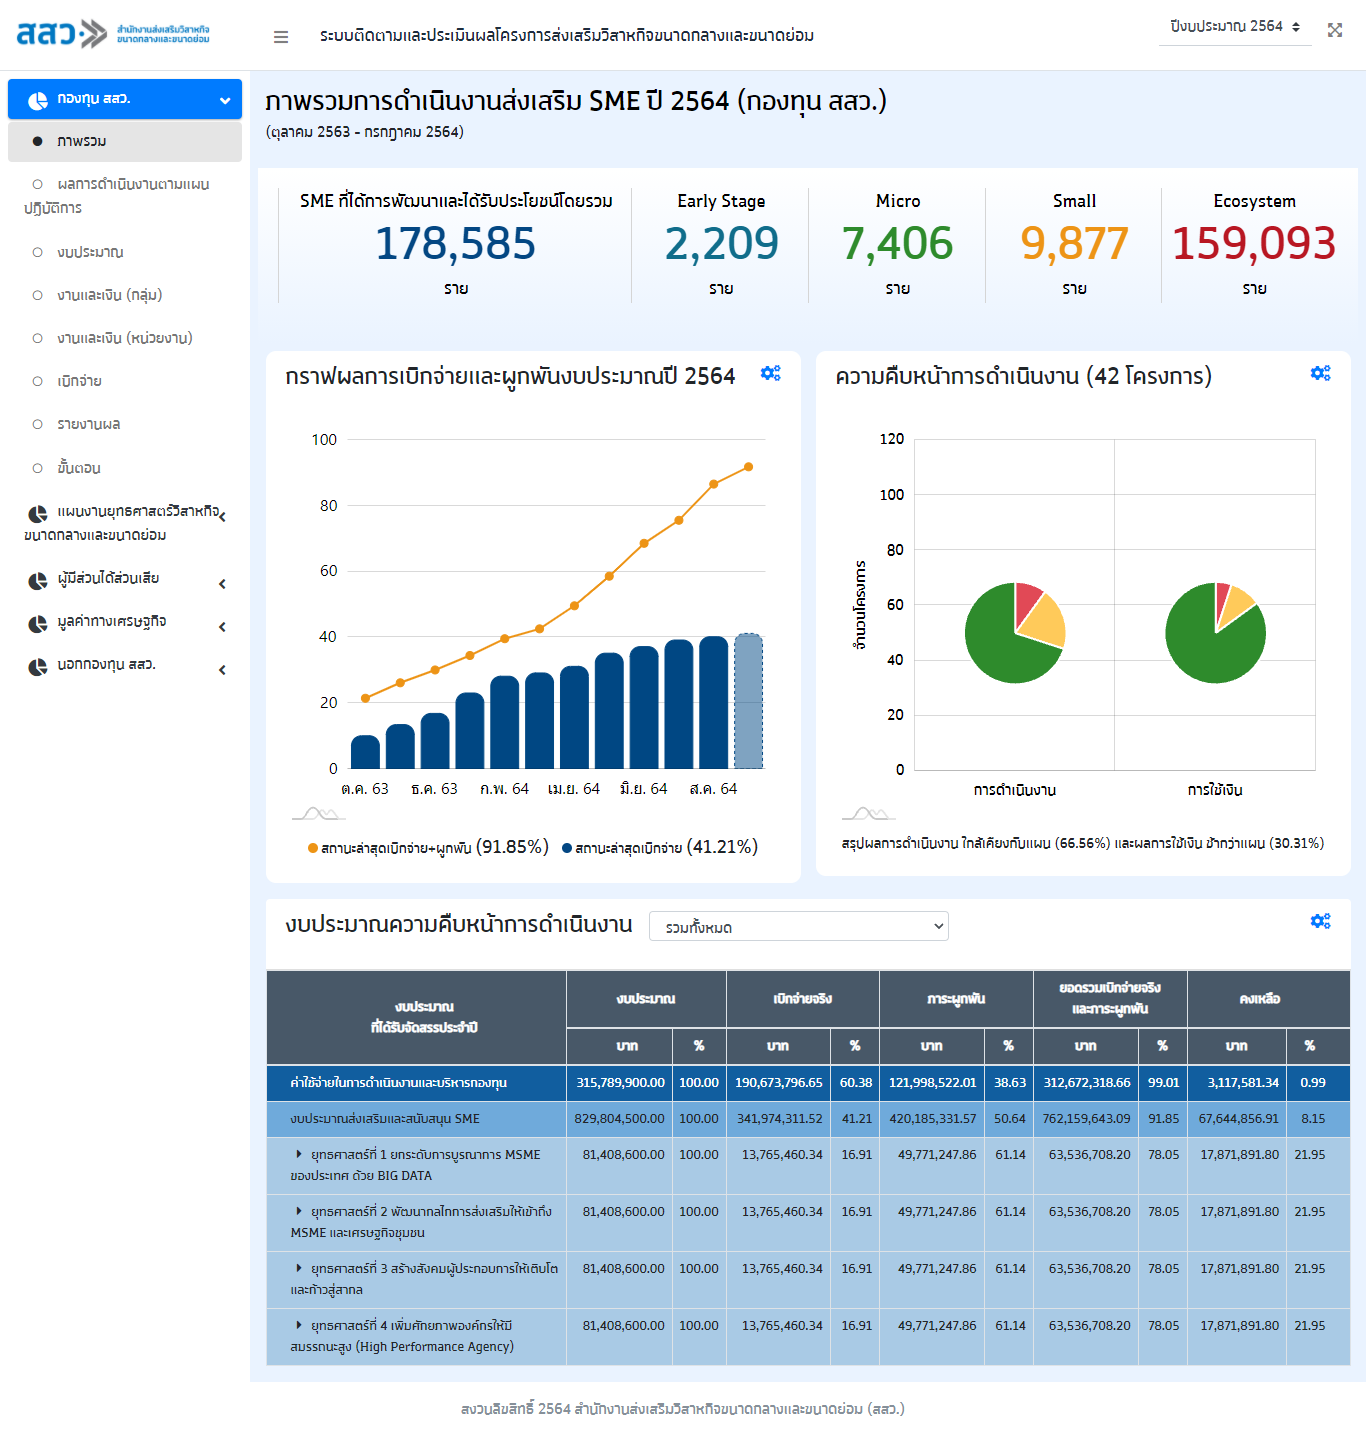 สสว. สำนักงานส่งเสริมวิสาหกิจ
ขนาดกลางและขนาดย่อม
ระบบติดตามและประเมินผลโครงการส่งเสริมวิสาหกิจขนาดกลางและขนาดย่อม
ปีงบประมาณ 2564
กองทุน สสว.
ภาพรวม
ผลการดำเนินงานตามแผน
ปฏิบัติการ
งบประมาณ
งานและเงิน (กลุ่ม)
งานและเงิน (หน่วยงาน)
เบิกจ่าย
รายงานผล
ขั้นตอน
แผนงานยุทธศาสตร์วิสาหกิจ
ขนาดกลางและขนาดย่อม
ผู้มีส่วนได้ส่วนเสีย
มูลค่าทางเศรษฐกิจ
นอกกองทุน สสว.
ภาพรวมการดำเนินงานส่งเสริม SME ปี 2564 (กองทุน สสว.)
(ตุลาคม 2563 - กรกฎาคม 2564)
SME ที่ได้การพัฒนาและได้รับประโยชน์โดยรวม
178,585
ราย
Early Stage
2,209
ราย
Micro
7,406
ราย
Small
9,877
ราย
Ecosystem
159,093
ราย
กราฟผลการเบิกจ่ายและผูกพันงบประมาณปี 2564
100
80
60
40
20
0
ต.ค. 63 ธ.ค. 63 ก.พ. 64 เม.ย. 64 มิ.ย. 64 ส.ค. 64
สถานะล่าสุดเบิกจ่าย+ผูกพัน (91.85%) สถานะล่าสุดเบิกจ่าย (41.21%)
ความคืบหน้าการดำเนินงาน (42 โครงการ)
120
100
80
60
40
20
0
จำนวนโครงการ
การดำเนินงาน การใช้เงิน
สรุปผลการดำเนินงาน ใกล้เคียงกับแผน (66.56%) และผลการใช้เงิน ช้ากว่าแผน (30.31%)
งบประมาณความคืบหน้าการดำเนินงาน รวมทั้งหมด
งบประมาณ
ที่ได้รับจัดสรรประจำปี
งบประมาณ เบิกจ่ายจริง ภาระผูกพัน ยอดรวมเบิกจ่ายจริง
และภาระผูกพัน คงเหลือ
บาท % บาท % บาท % บาท % บาท %
ค่าใช้จ่ายในการดำเนินงานและบริหารกองทุน 315,789,900.00 100.00 190,673,796.65 60.38 121,998,522.01 38.63 312,672,318.66 99.01 3,117,581.34 0.99
งบประมาณส่งเสริมและสนับสนุน SME 829,804,500.00 100.00 341,974,311.52 41.21 420,185,331.57 50.64 762,159,643.09 91.85 67,644,856.91 8.15
ยุทธศาสตร์ที่ 1 ยกระดับการบูรณาการ MSME 81,408,600.00 100.00 13,765,460.34 16.91 49,771,247.86 61.14 63,536,708.20 78.05 17,871,891.80 21.95
ของประเทศ ด้วย BIG DATA
ยุทธศาสตร์ที่ 2 พัฒนากลไกการส่งเสริมให้เข้าถึง 81,408,600.00 100.00 13,765,460.34 16.91 49,771,247.86 61.14 63,536,708.20 78.05 17,871,891.80 21.95
MSME และเศรษฐกิจชุมชน
ยุทธศาสตร์ที่ 3 สร้างสังคมผู้ประกอบการให้เติบโต 81,408,600.00 100.00 13,765,460.34 16.91 49,771,247.86 61.14 63,536,708.20 78.05 17,871,891.80 21.95
และก้าวสู่สากล
ยุทธศาสตร์ที่ 4 เพิ่มศักยภาพองค์กรให้มี 81,408,600.00 100.00 13,765,460.34 16.91 49,771,247.86 61.14 63,536,708.20 78.05 17,871,891.80 21.95
สมรรถนะสูง (High Performance Agency)
สงวนลิขสิทธิ์ 2564 สำนักงานส่งเสริมวิสาหกิจขนาดกลางและขนาดย่อม (สสว.)